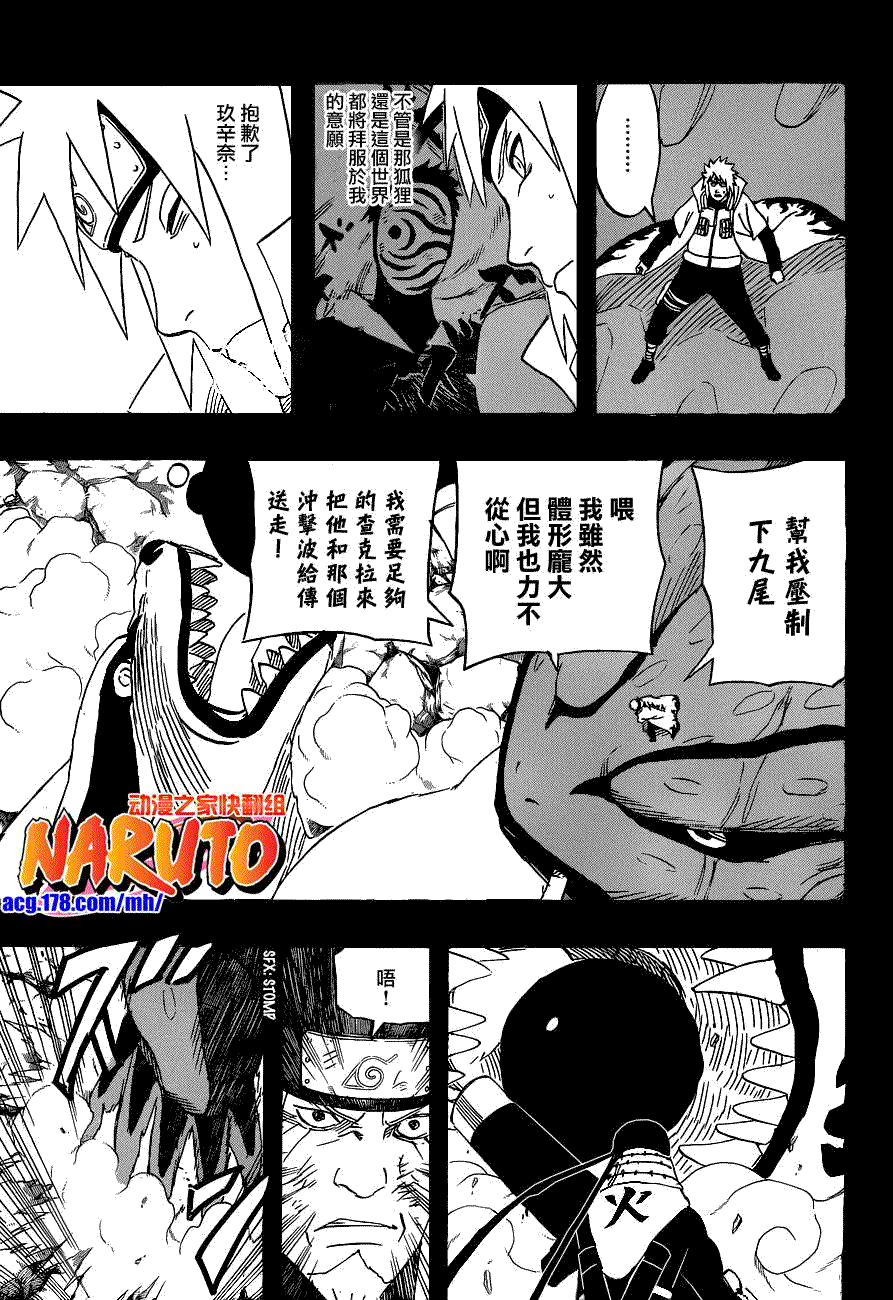 ………
不管是那狐狸
還是這個世界
都將拜服於我
的意願
抱歉了
玖辛奈…
幫我壓制
下九尾
喂
我雖然
體形龐大
但我也力不
從心啊
我需要足夠
的查克拉來
把他和那個
沖擊波給傳
送走！
动漫之家快翻组
NARUTO
acg.178.com/mh/
火
唔！
SFX: STOMP